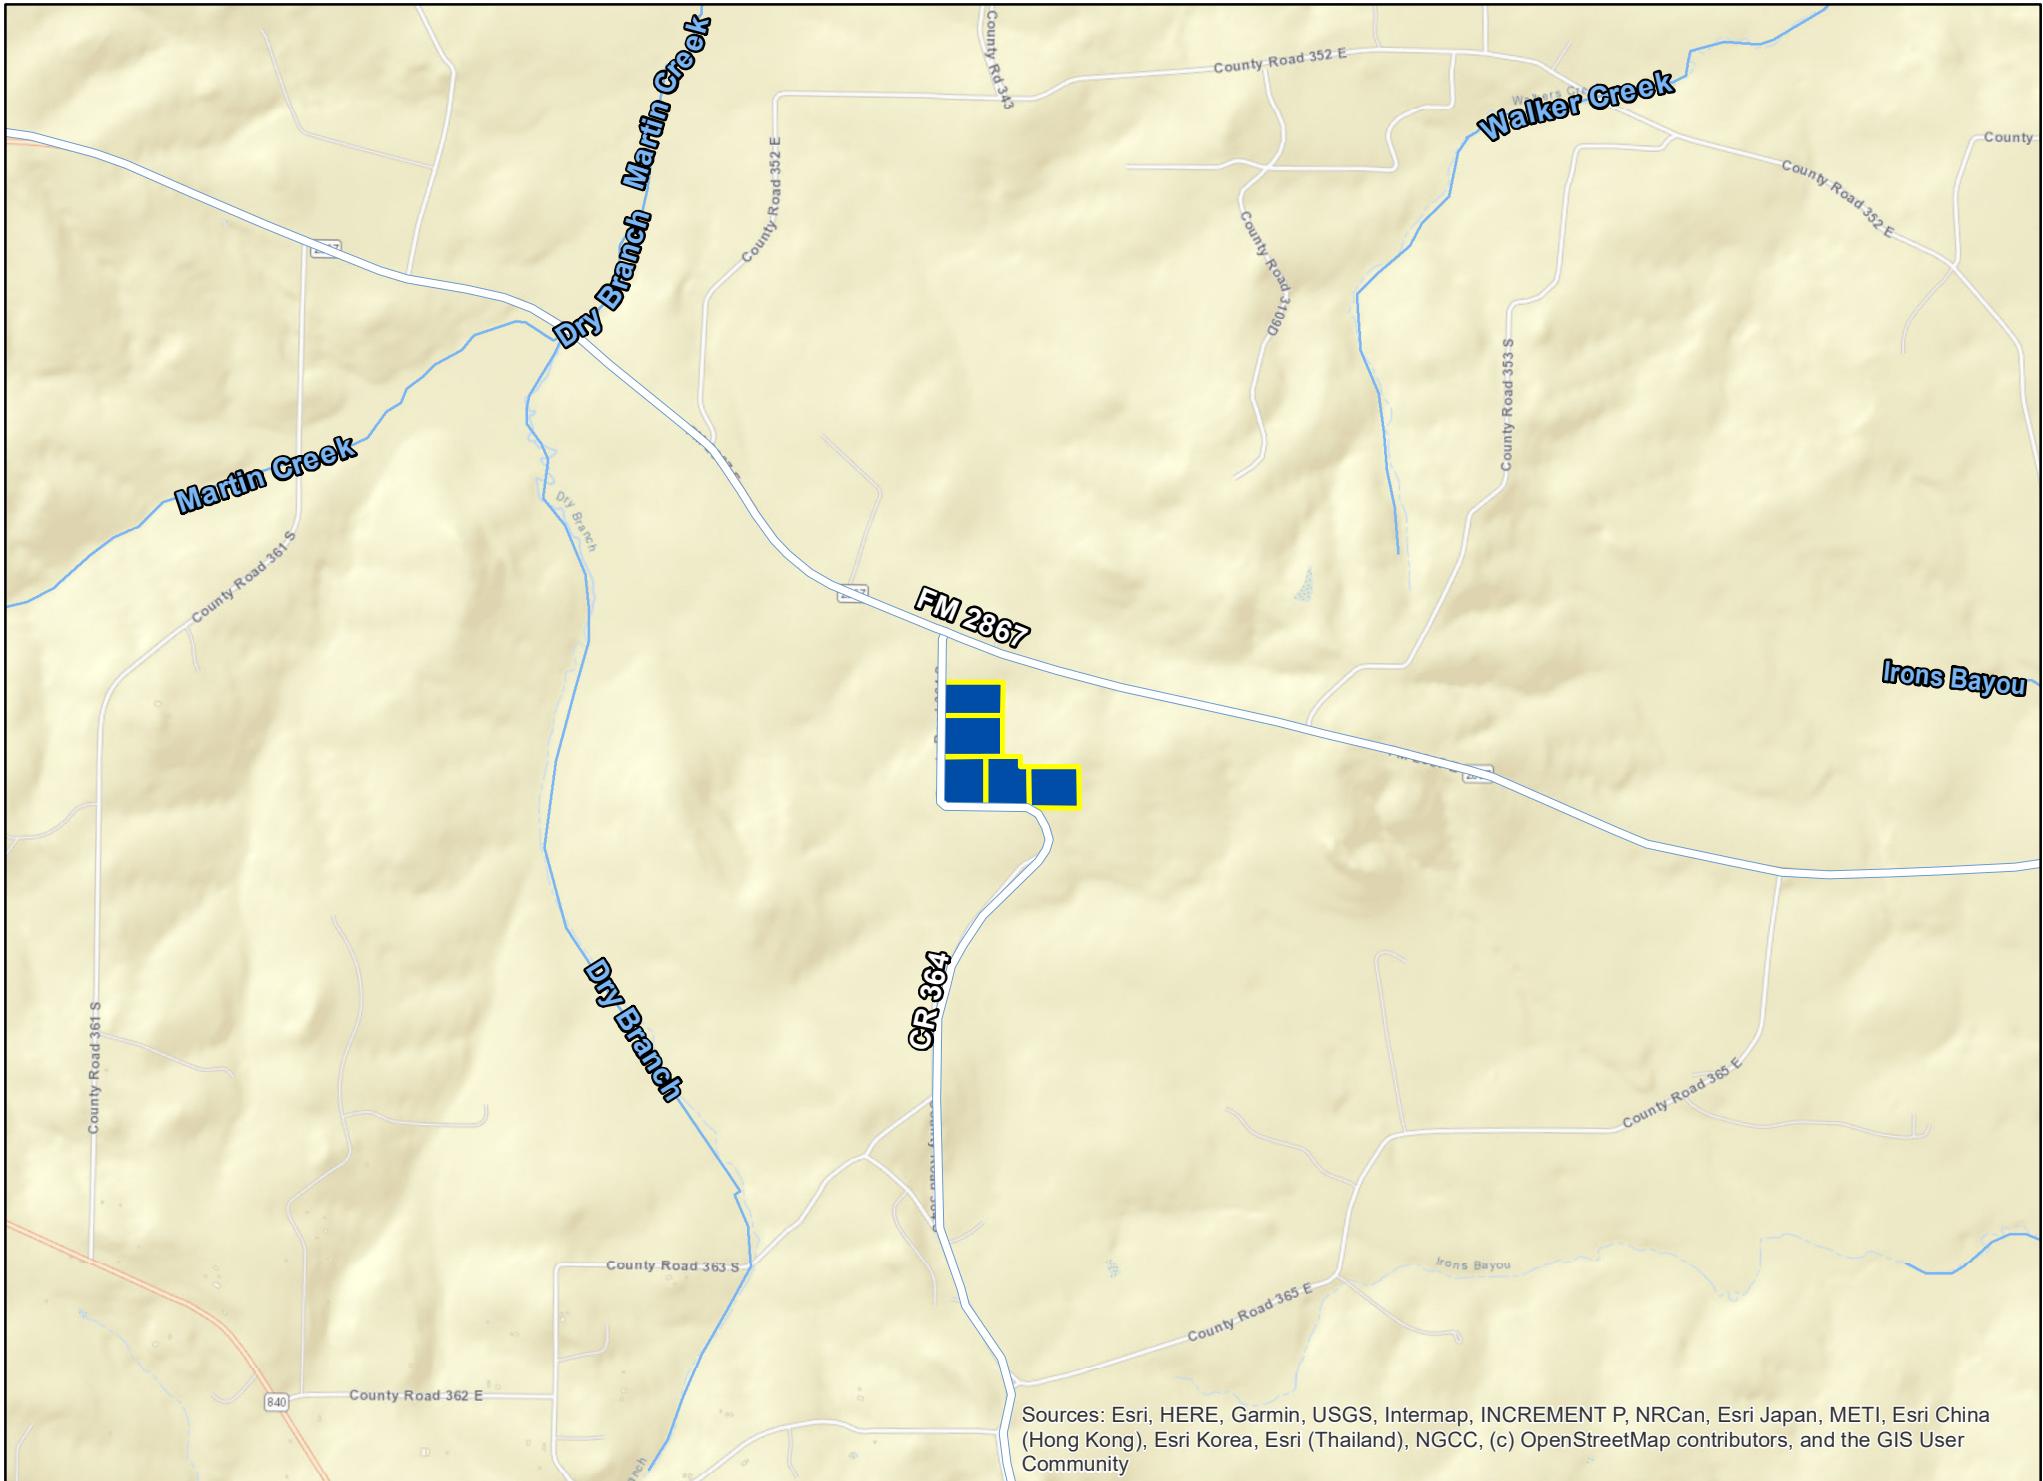 Martin Creek
County Rd 343
County Road 352 E
Walkers Cre
Walker Creek
County
County Road 352 E
County Road 352 E
Dry Branch
County Road 3109D
Martin Creek
County Road 353 S
Dry Branch
County Road 361 S
FM 2867
Irons Bayou
Dry Branch
CR 364
County Road 361 S
County Road 365 E
County Road 363 S
Irons Bayou
County Road 365 E
840
County Road 362 E
Sources: Esri, HERE, Garmin, USGS, Intermap, INCREMENT P, NRCan, Esri Japan, METI, Esri China
(Hong Kong), Esri Korea, Esri (Thailand), NGCC, (c) OpenStreetMap contributors, and the GIS User
Community